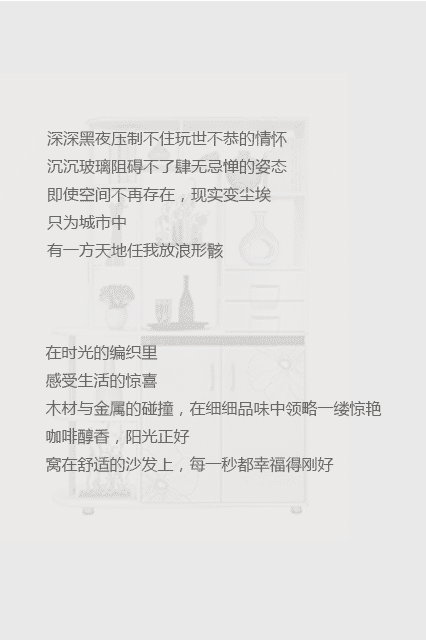 深深黑夜压制不住玩世不恭的情怀
沉沉玻璃阻碍不了肆无忌惮的姿态
即使空间不再存在，现实变尘埃
只为城市中
有一方天地任我放浪形骸
在时光的编织里
感受生活的惊喜
木材与金属的碰撞，在细细品味中领略一缕惊艳
咖啡醇香，阳光正好
窝在舒适的沙发上，每一秒都幸福得刚好